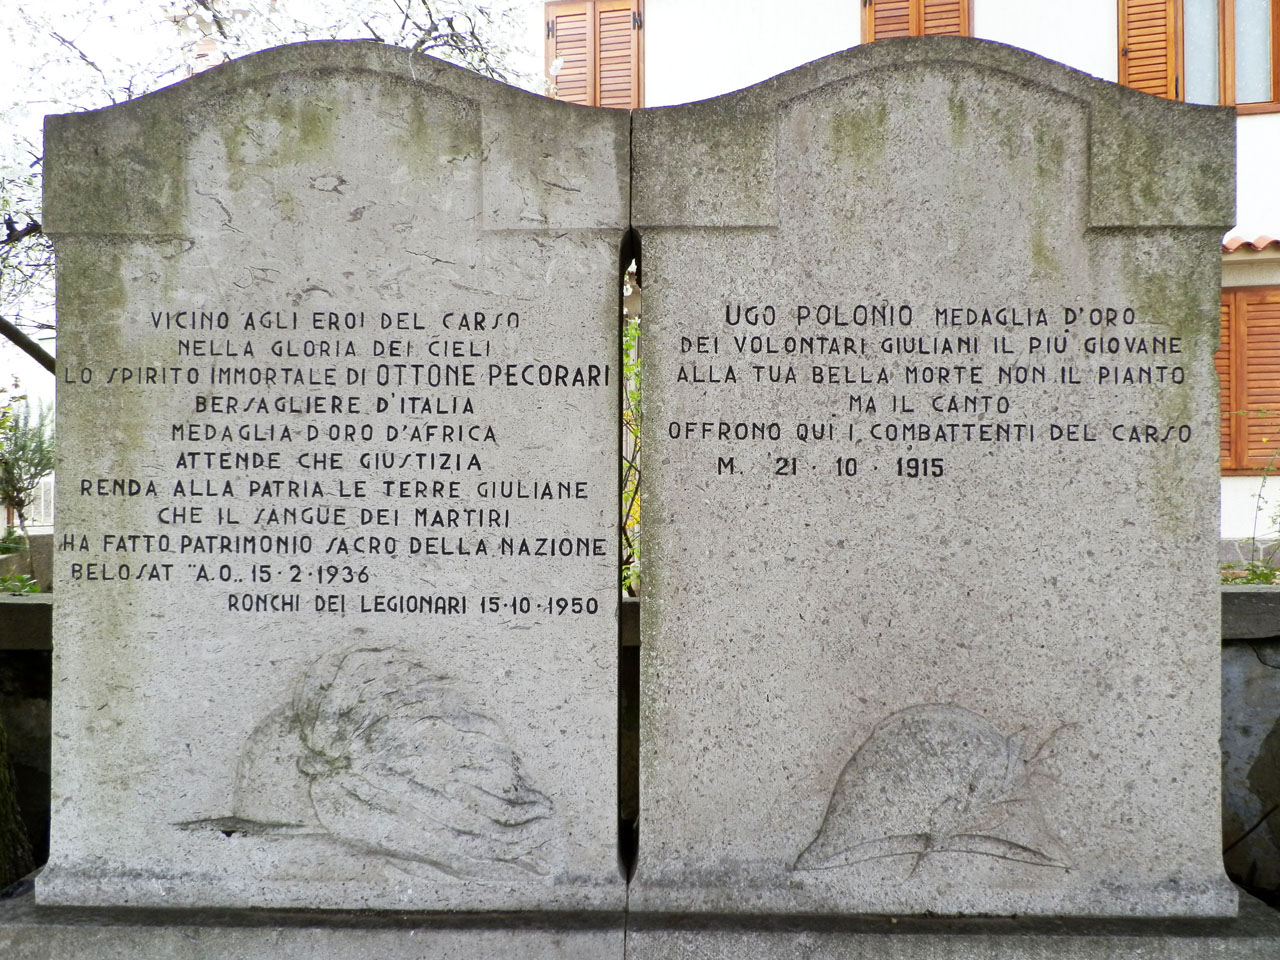 VICINO AGLI EROI DEL CARSO
NELLA GLORIA DEI CIELI
LO SPIRITO IMMORTALE DI OTTONE PECORARI
BERSAGLIERE D'ITALIA
MEDAGLIA D'ORO D'AFRICA
ATTENDE CHE GIUSTIZIA
RENDA ALLA PATRIA LE TERRE GIULIANE
CHE IL SANGUE DEI MARTIRI
HA FATTO PATRIMONIO SACRO DELLA NAZIONE
BELOSAT A.O. 15·2·1936
RONCHI DEI LEGIONARI 15·10·1950
UGO POLONIO MEDAGLIA D'ORO
DEI VOLONTARI GIULIANI IL PIU' GIOVANE
ALLA TUA BELLA MORTE NON IL PIANTO
MA IL CANTO
OFFRONO QUI I COMBATTENTI DEL CARSO
M. · 21 · 10 · 1915